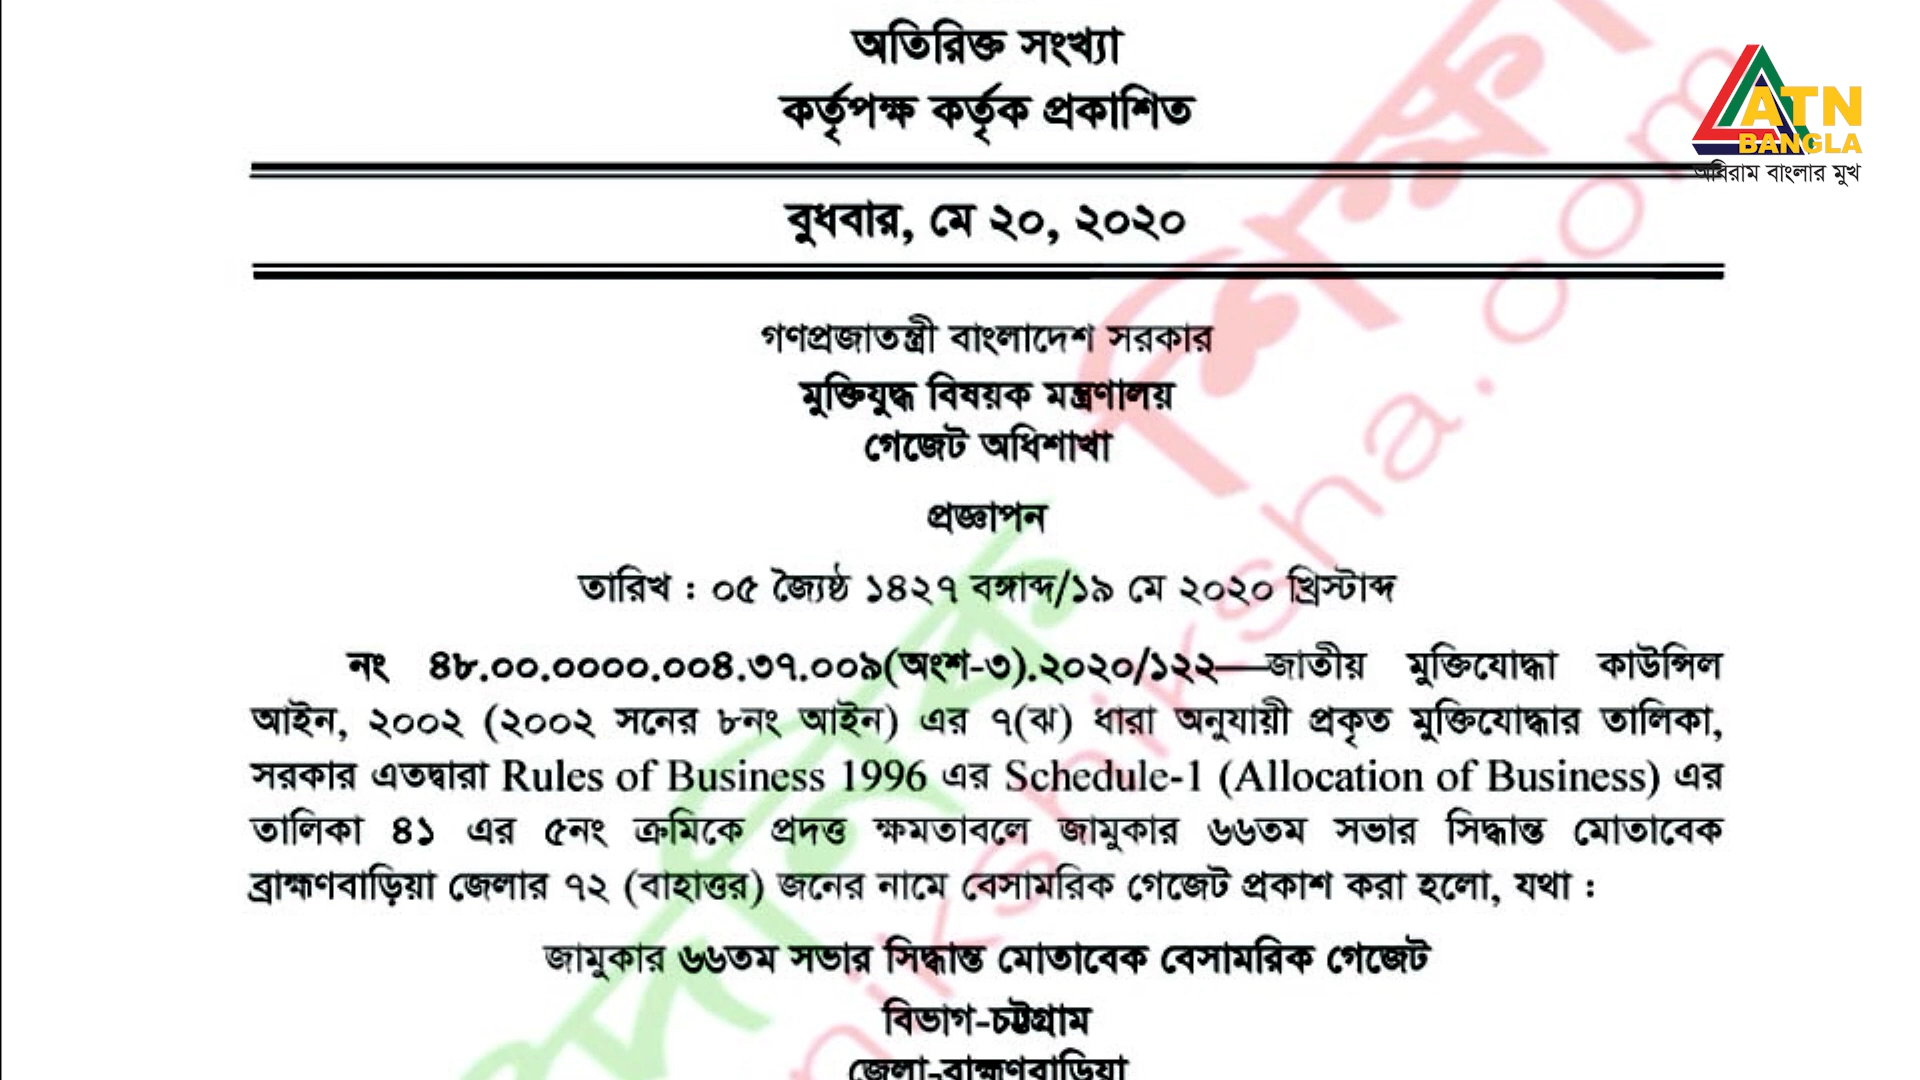 অতিরিক্ত সংখ্যা
কর্তৃপক্ষ কর্তৃক প্রকাশিত
ATN
BANGLA
অবিরাম বাংলার মুখ
বুধবার, মে ২০, ২০২০
গণপ্রজাতন্ত্রী বাংলাদেশ সরকার
মুক্তিযুদ্ধ বিষয়ক মন্ত্রণালয়
গেজেট অধিশাখা
প্রজ্ঞাপন
তারিখ : ০৫ জ্যৈষ্ঠ ১৪২৭ বঙ্গাব্দ/১৯ মে ২০২০ খ্রিস্টাব্দ
নং ৪৮.০০.০০০০.০০৪.৩৭.০০৯(অংশ-৩).২০২০/১২২—জাতীয় মুক্তিযোদ্ধা কাউন্সিল
আইন, ২০০২ (২০০২ সনের ৮নং আইন) এর ৭(ঝ) ধারা অনুযায়ী প্রকৃত মুক্তিযোদ্ধার তালিকা,
সরকার এতদ্বারা Rules of Business 1996 এর Schedule-1 (Allocation of Business) এর
তালিকা ৪১ এর ৫নং ক্রমিকে প্রদত্ত ক্ষমতাবলে জামুকার ৬৬তম সভার সিদ্ধান্ত মোতাবেক
ব্রাহ্মণবাড়িয়া জেলার ৭২ (বাহাত্তর) জনের নামে বেসামরিক গেজেট প্রকাশ করা হলো, যথা :
জামুকার ৬৬তম সভার সিদ্ধান্ত মোতাবেক বেসামরিক গেজেট
বিভাগ-চট্টগ্রাম
জেলা-ব্রাহ্মণবাড়িয়া
দৈনিক শিক্ষা
dainikshiksha.com